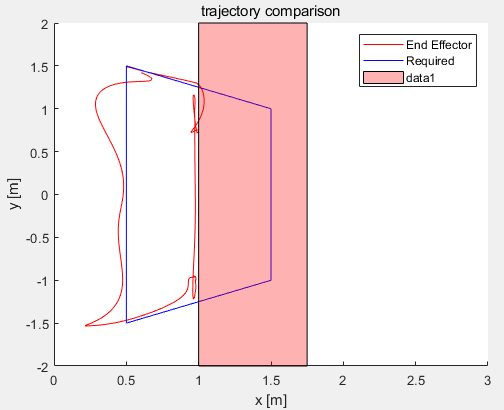 trajectory comparison
End Effector
Required
data1
2
1.5
1
0.5
0
-0.5
-1
-1.5
-2
y [m]
0 0.5 1 1.5 2 2.5 3
x [m]